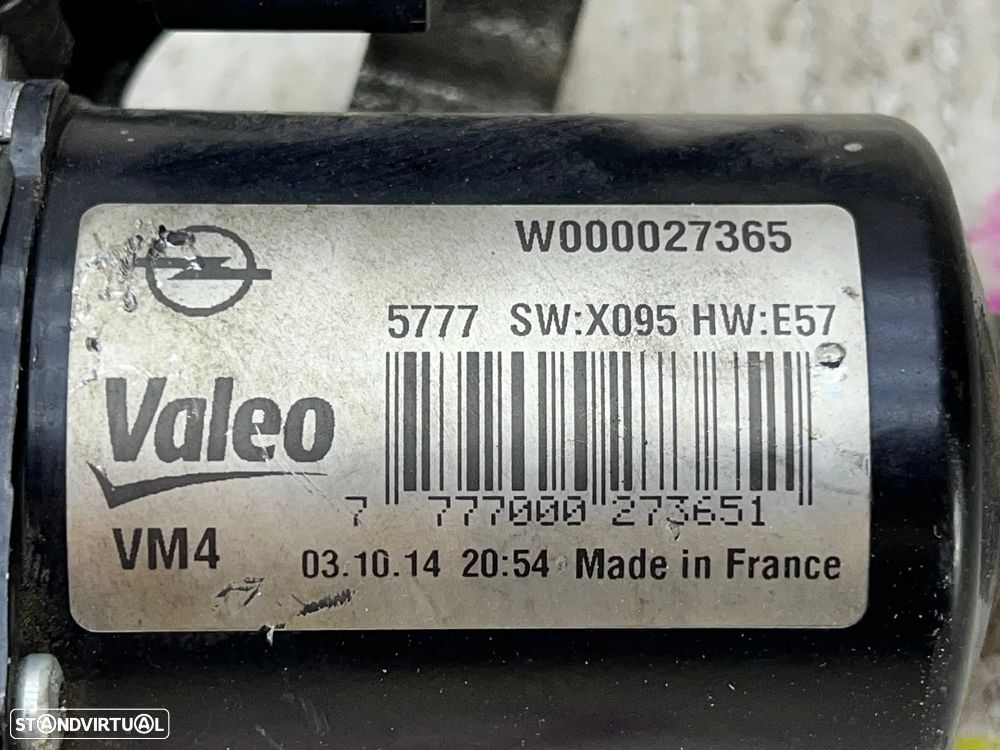 W000027365
5777 SW:X095 HW:E57
Valeo
7 777000 273651
VM4
03.10.14 20:54 Made in France
STANDVIRTUAL